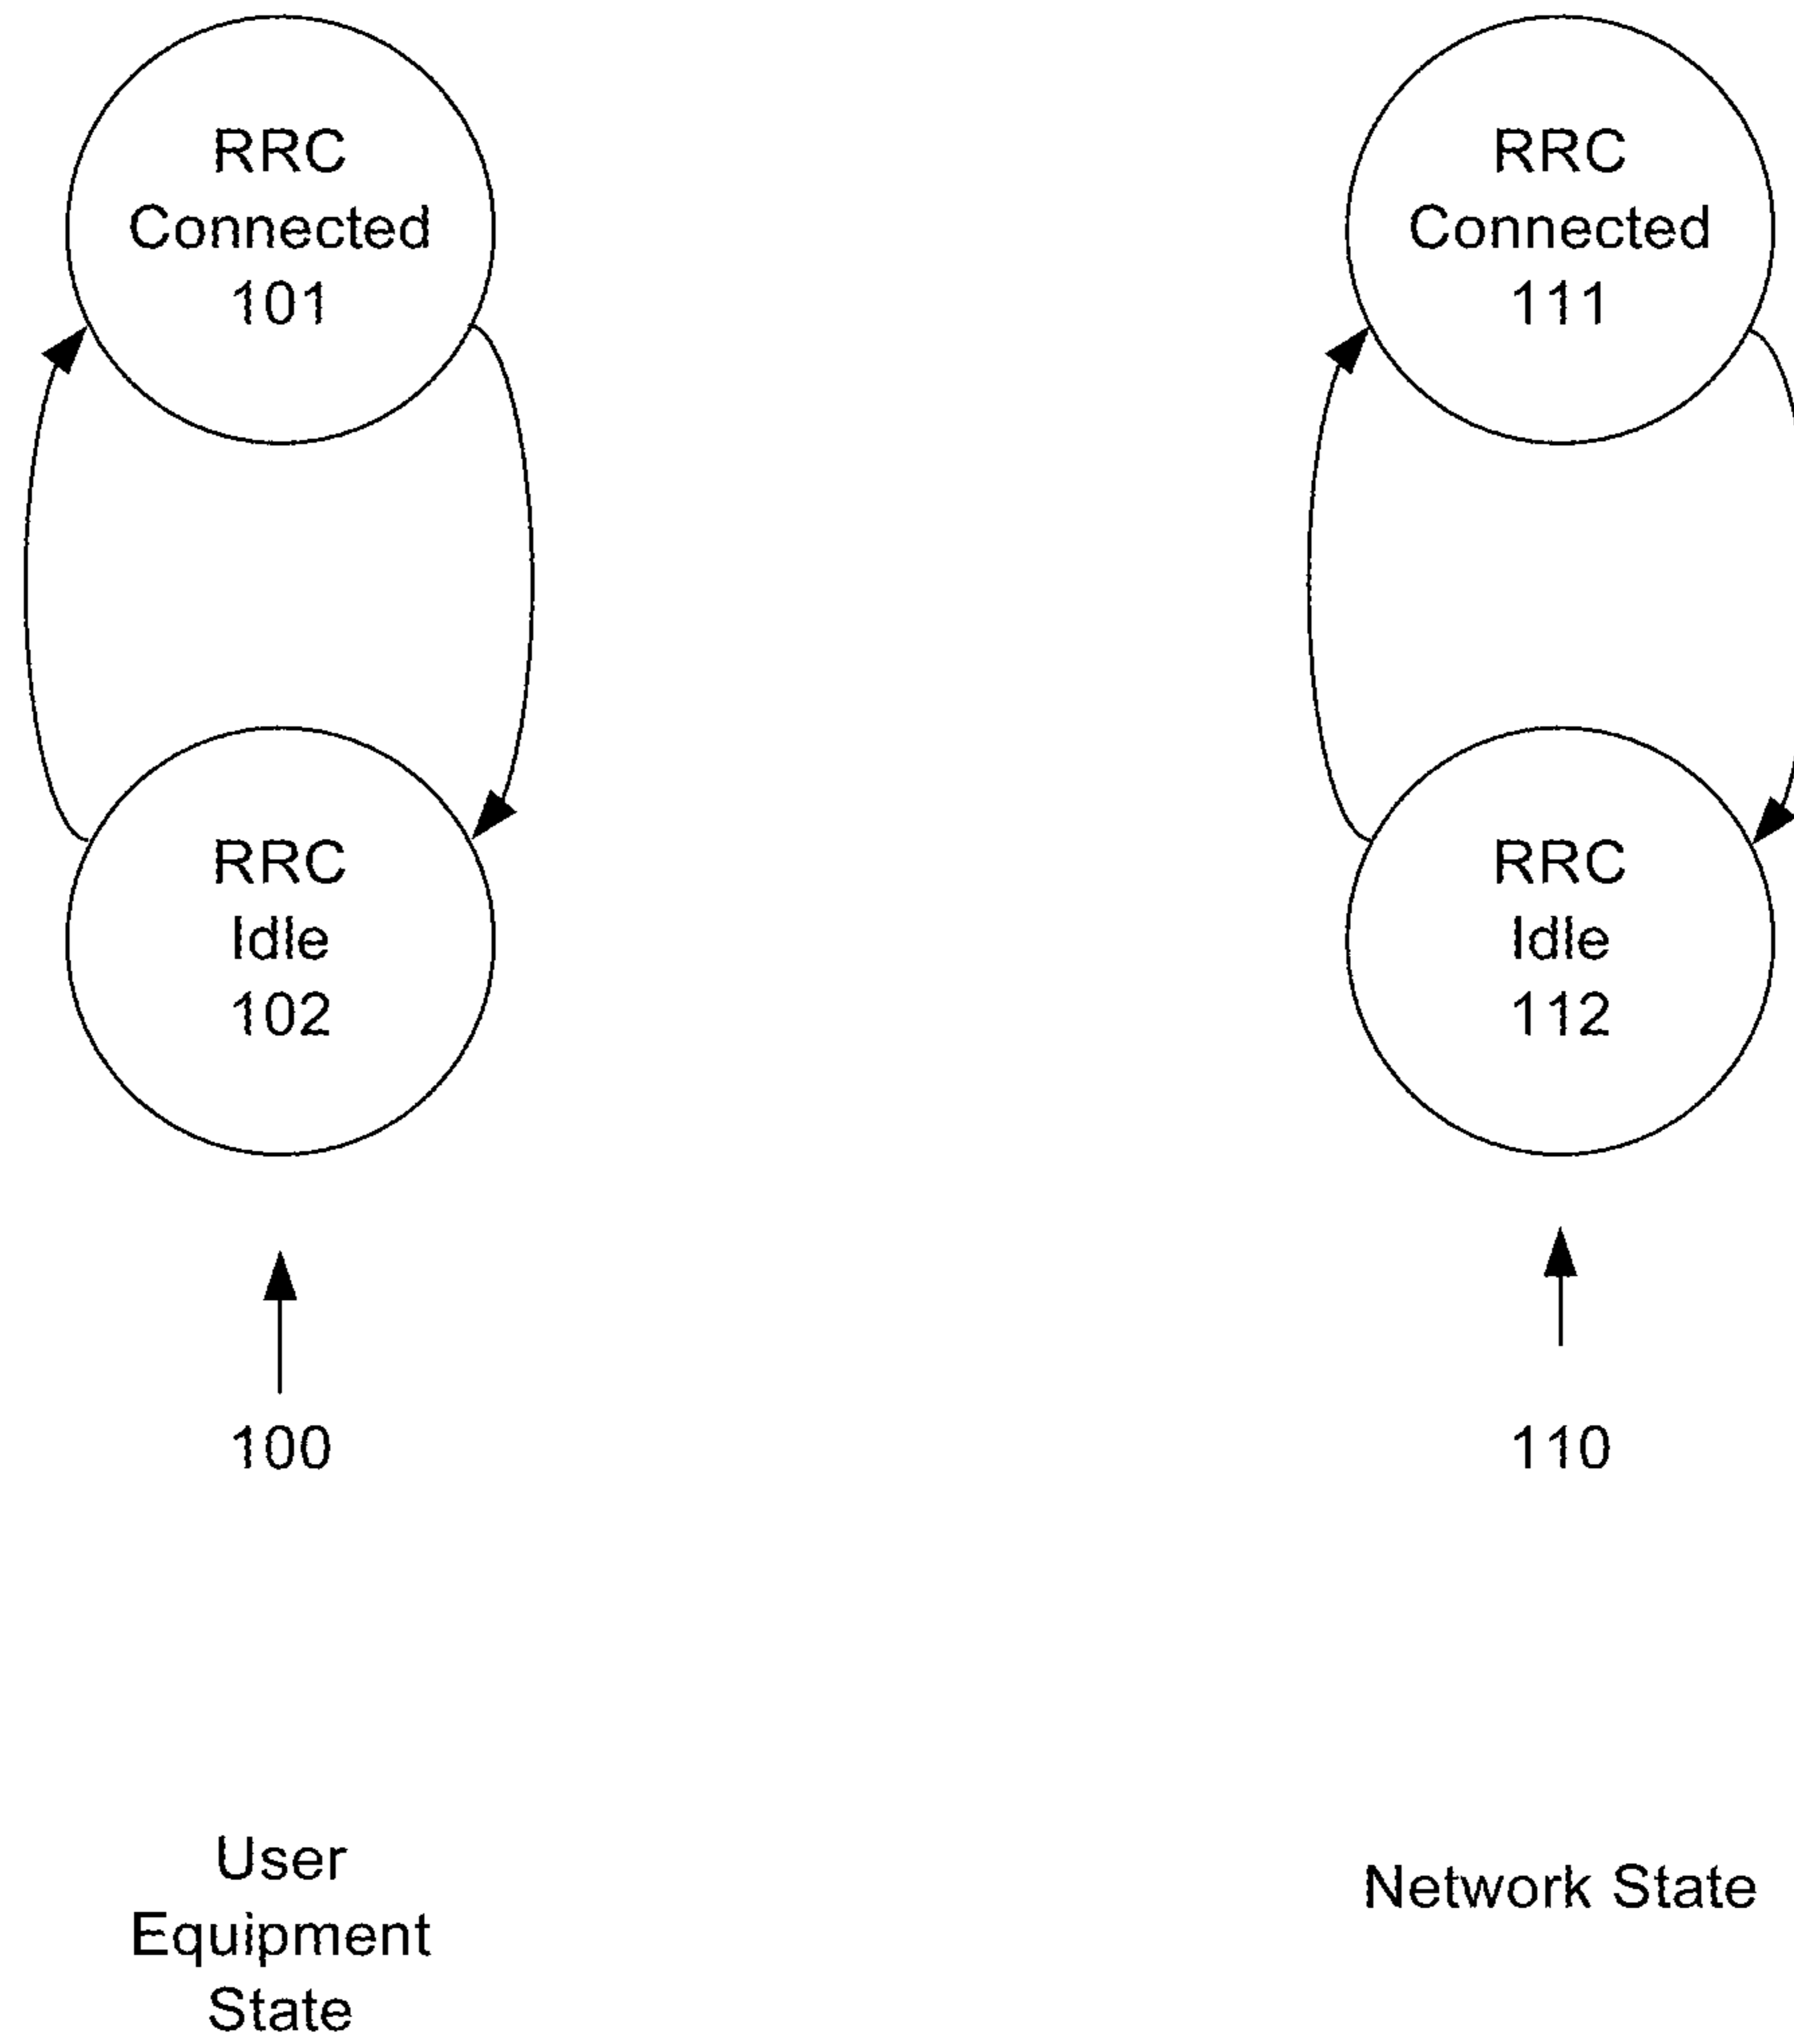 RRC
Connected
101
RRC
Idle
102
100
User
Equipment
State
RRC
Connected
111
RRC
Idle
112
110
Network State